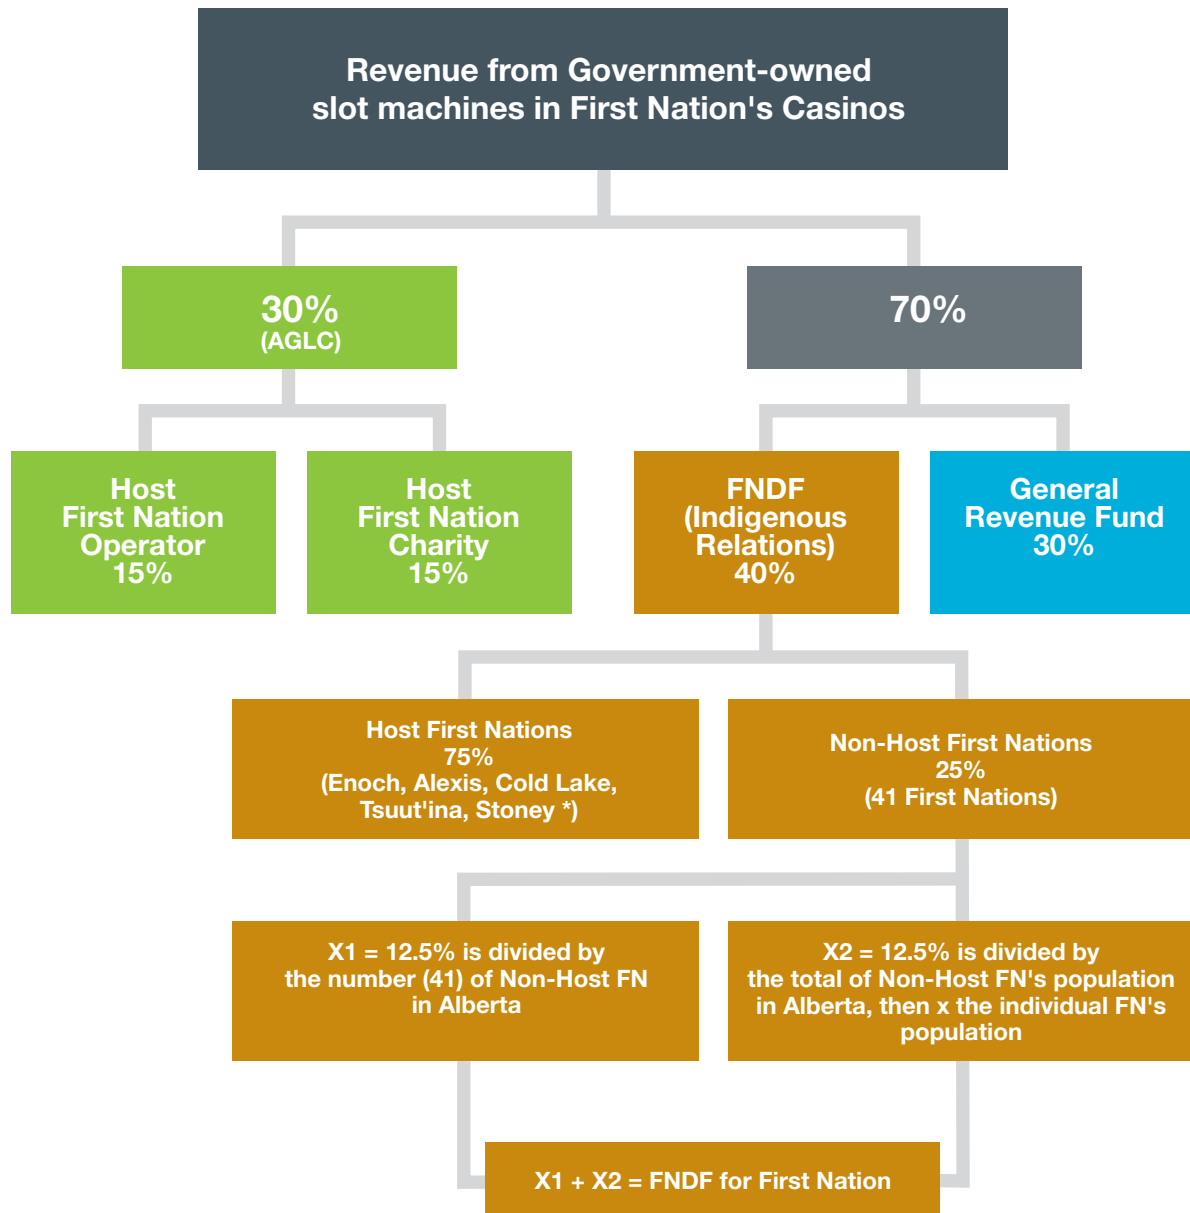 Revenue from Government-owned
slot machines in First Nation's Casinos
30%
(AGLC)
70%
Host
First Nation
Operator
15%
Host
First Nation
Charity
15%
FNDF
(Indigenous
Relations)
40%
General
Revenue Fund
30%
Host First Nations
75%
(Enoch, Alexis, Cold Lake,
Tsuut'ina, Stoney *)
Non-Host First Nations
25%
(41 First Nations)
X1 = 12.5% is divided by
the number (41) of Non-Host FN
in Alberta
X2 = 12.5% is divided by
the total of Non-Host FN's population
in Alberta, then x the individual FN's
population
X1 + X2 = FNDF for First Nation